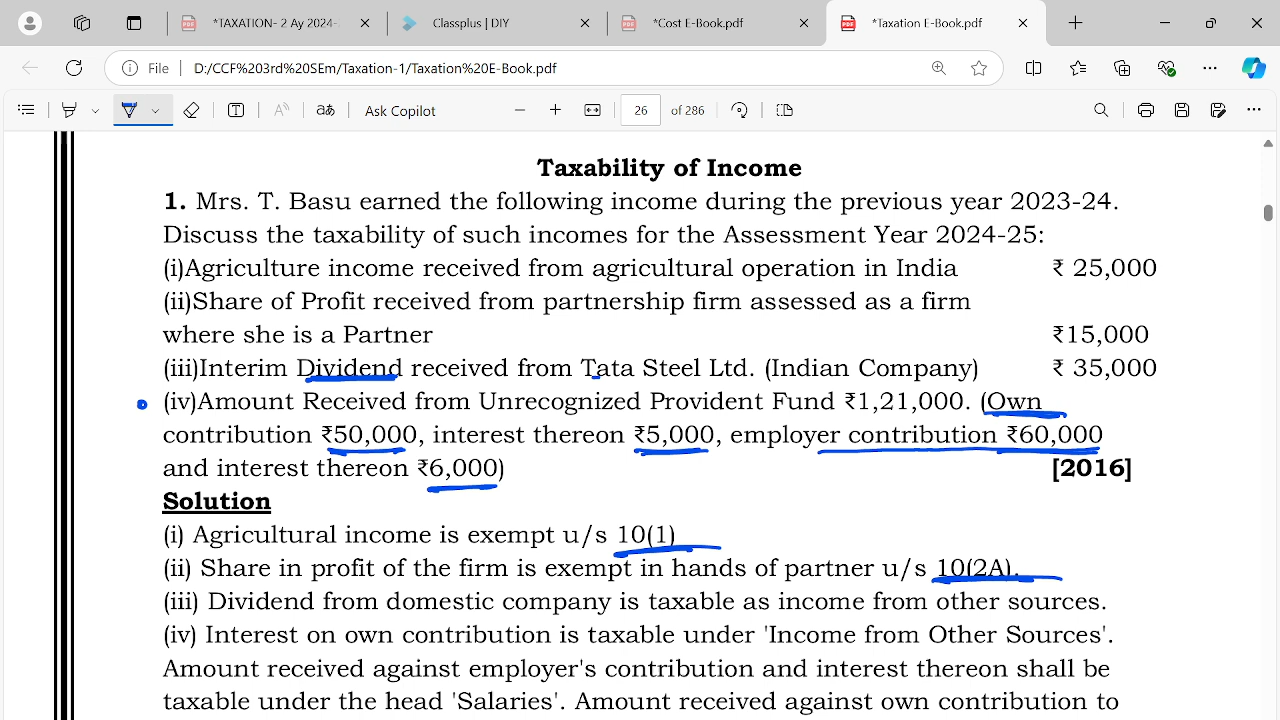 *TAXATION- 2 Ay 2024-
Classplus | DIY
*Cost E-Book.pdf
*Taxation E-Book.pdf
File | D:/CCF%203rd%20SEm/Taxation-1/Taxation%20E-Book.pdf
Ask Copilot
26 of 286
Taxability of Income
1. Mrs. T. Basu earned the following income during the previous year 2023-24.
Discuss the taxability of such incomes for the Assessment Year 2024-25:
(i)Agriculture income received from agricultural operation in India ₹ 25,000
(ii)Share of Profit received from partnership firm assessed as a firm
where she is a Partner ₹15,000
(iii)Interim Dividend received from Tata Steel Ltd. (Indian Company) ₹ 35,000
(iv)Amount Received from Unrecognized Provident Fund ₹1,21,000. (Own
contribution ₹50,000, interest thereon ₹5,000, employer contribution ₹60,000
and interest thereon ₹6,000) [2016]
Solution
(i) Agricultural income is exempt u/s 10(1)
(ii) Share in profit of the firm is exempt in hands of partner u/s 10(2A).
(iii) Dividend from domestic company is taxable as income from other sources.
(iv) Interest on own contribution is taxable under 'Income from Other Sources'.
Amount received against employer's contribution and interest thereon shall be
taxable under the head 'Salaries'. Amount received against own contribution to